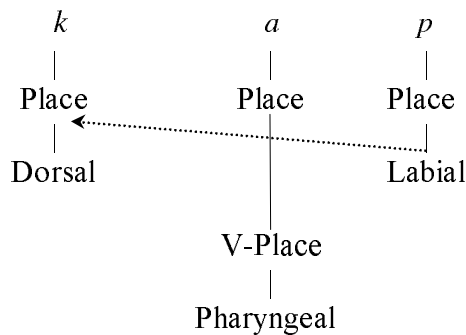 k a p
Place Place Place
Dorsal Labial
V-Place
Pharyngeal